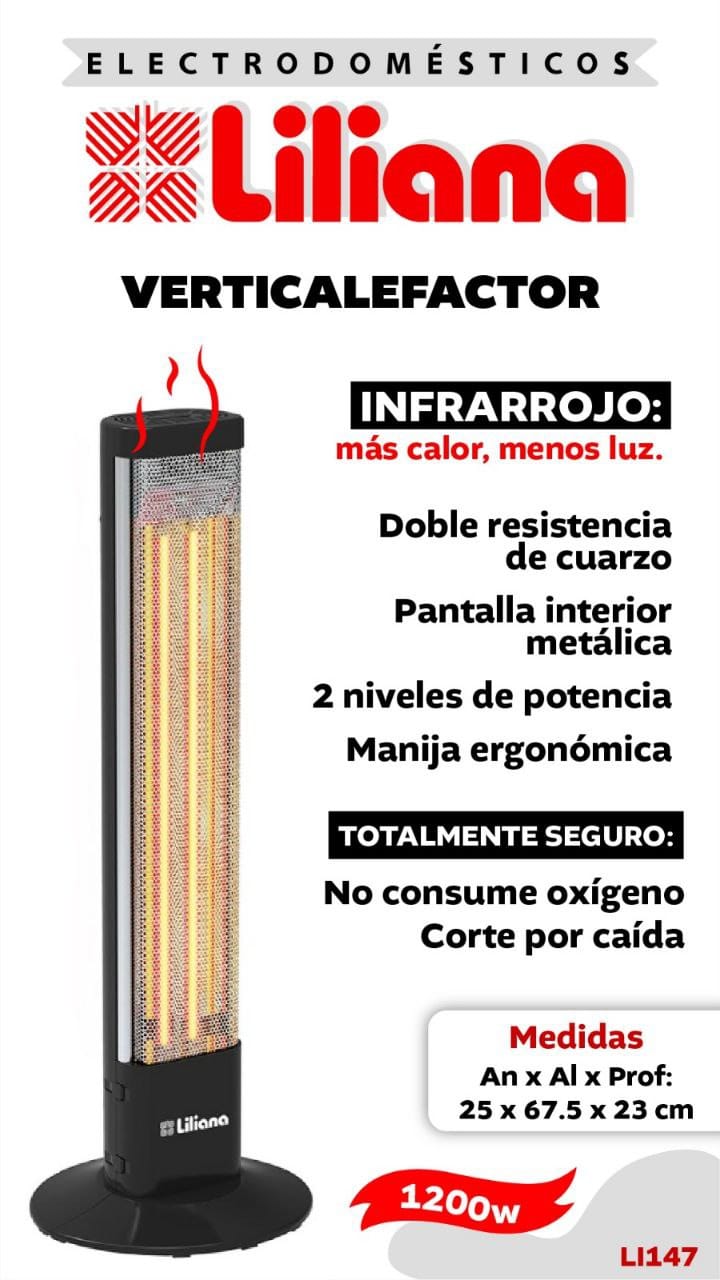 ELECTRODOMÉSTICOS
Liliana
VERTICALEFACTOR
INFRARROJO:
más calor, menos luz.
Doble resistencia
de cuarzo
Pantalla interior
metálica
2 niveles de potencia
Manija ergonómica
TOTALMENTE SEGURO:
No consume oxígeno
Corte por caída
Medidas
An x Al x Prof:
25 x 67.5 x 23 cm
Liliana
1200w
LI147